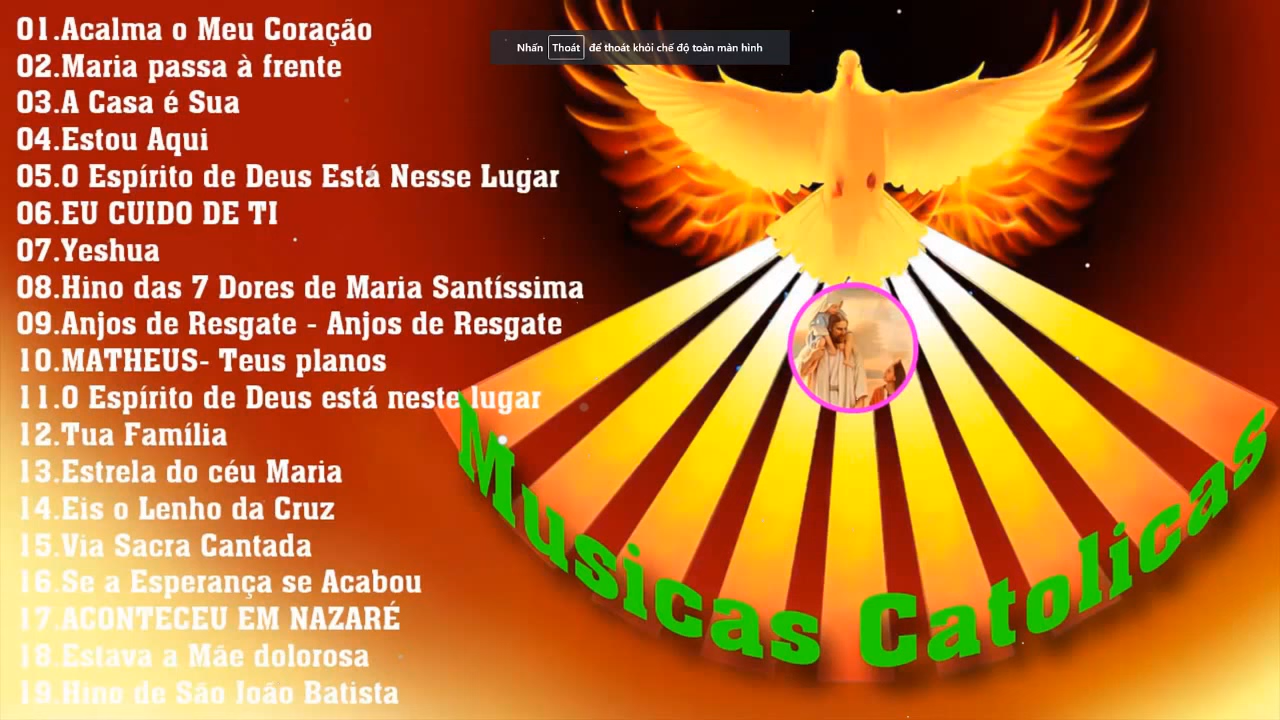 01.Acalma o Meu Coração
02.Maria passa à frente
03.A Casa é Sua
04.Estou Aqui
05.O Espírito de Deus Está Nesse Lugar
06.EU CUIDO DE TI
07.Yeshua
08.Hino das 7 Dores de Maria Santíssima
09.Anjos de Resgate - Anjos de Resgate
10.MATHEUS- Teus planos
11.O Espírito de Deus está neste lugar
12.Tua Família
13.Estrela do céu Maria
14.Eis o Lenho da Cruz
15.Via Sacra Cantada
16.Se a Esperança se Acabou
17.ACONTECEU EM NAZARÉ
18.Estava a Mãe dolorosa
19.Hino de São João Batista
Nhấn Thoát để thoát khỏi chế độ toàn màn hình
Musicas Catolicas